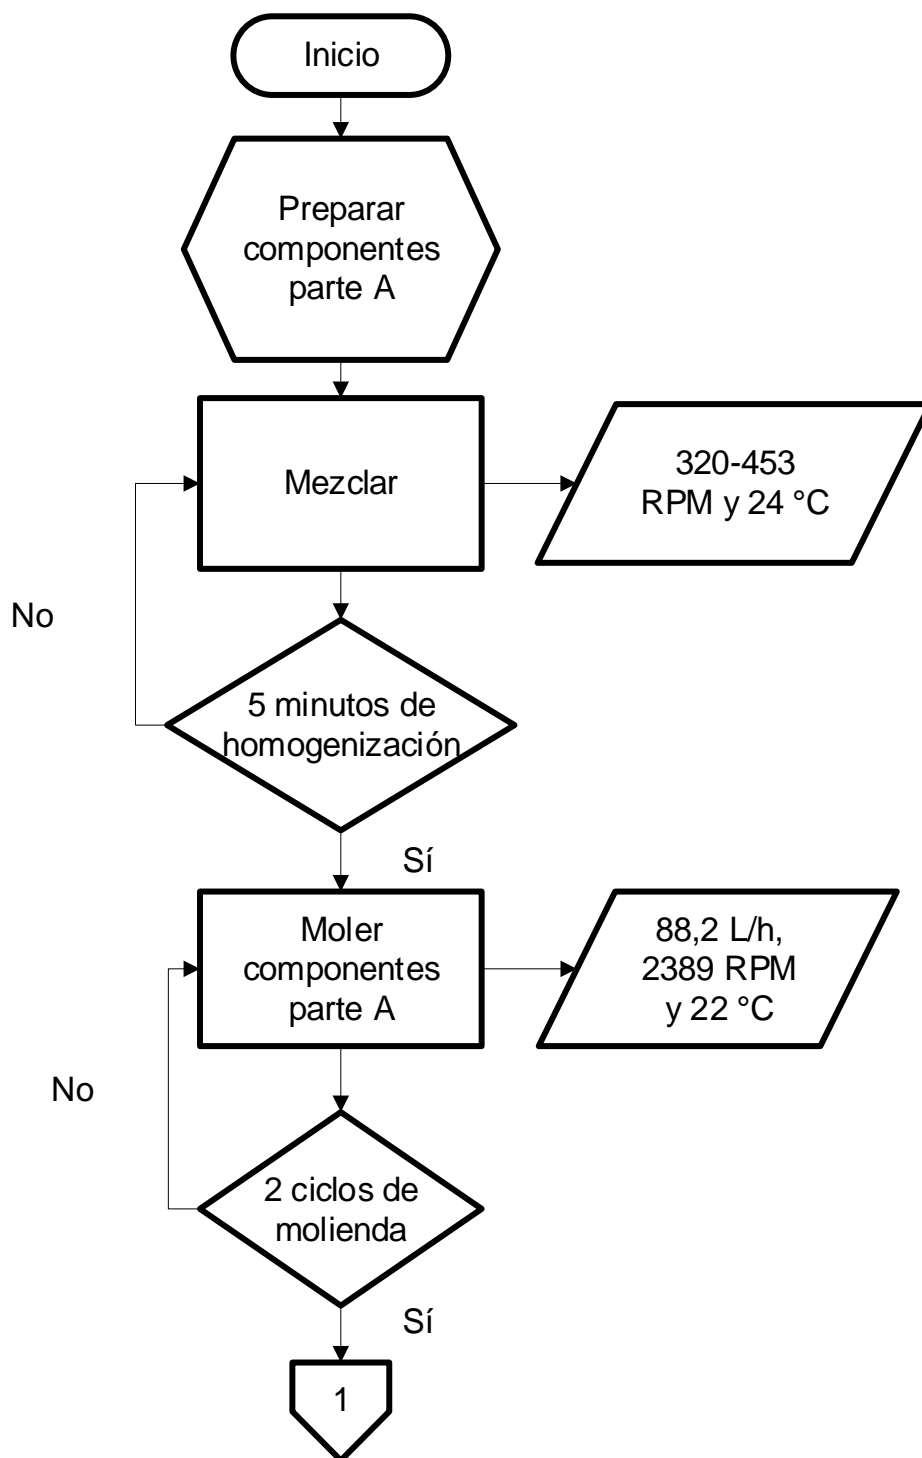 Inicio
Preparar
componentes
parte A
Mezclar
320-453
RPM y 24 °C
No
5 minutos de
homogenización
Sí
Moler
componentes
parte A
88,2 L/h,
2389 RPM
y 22 °C
No
2 ciclos de
molienda
Sí
1